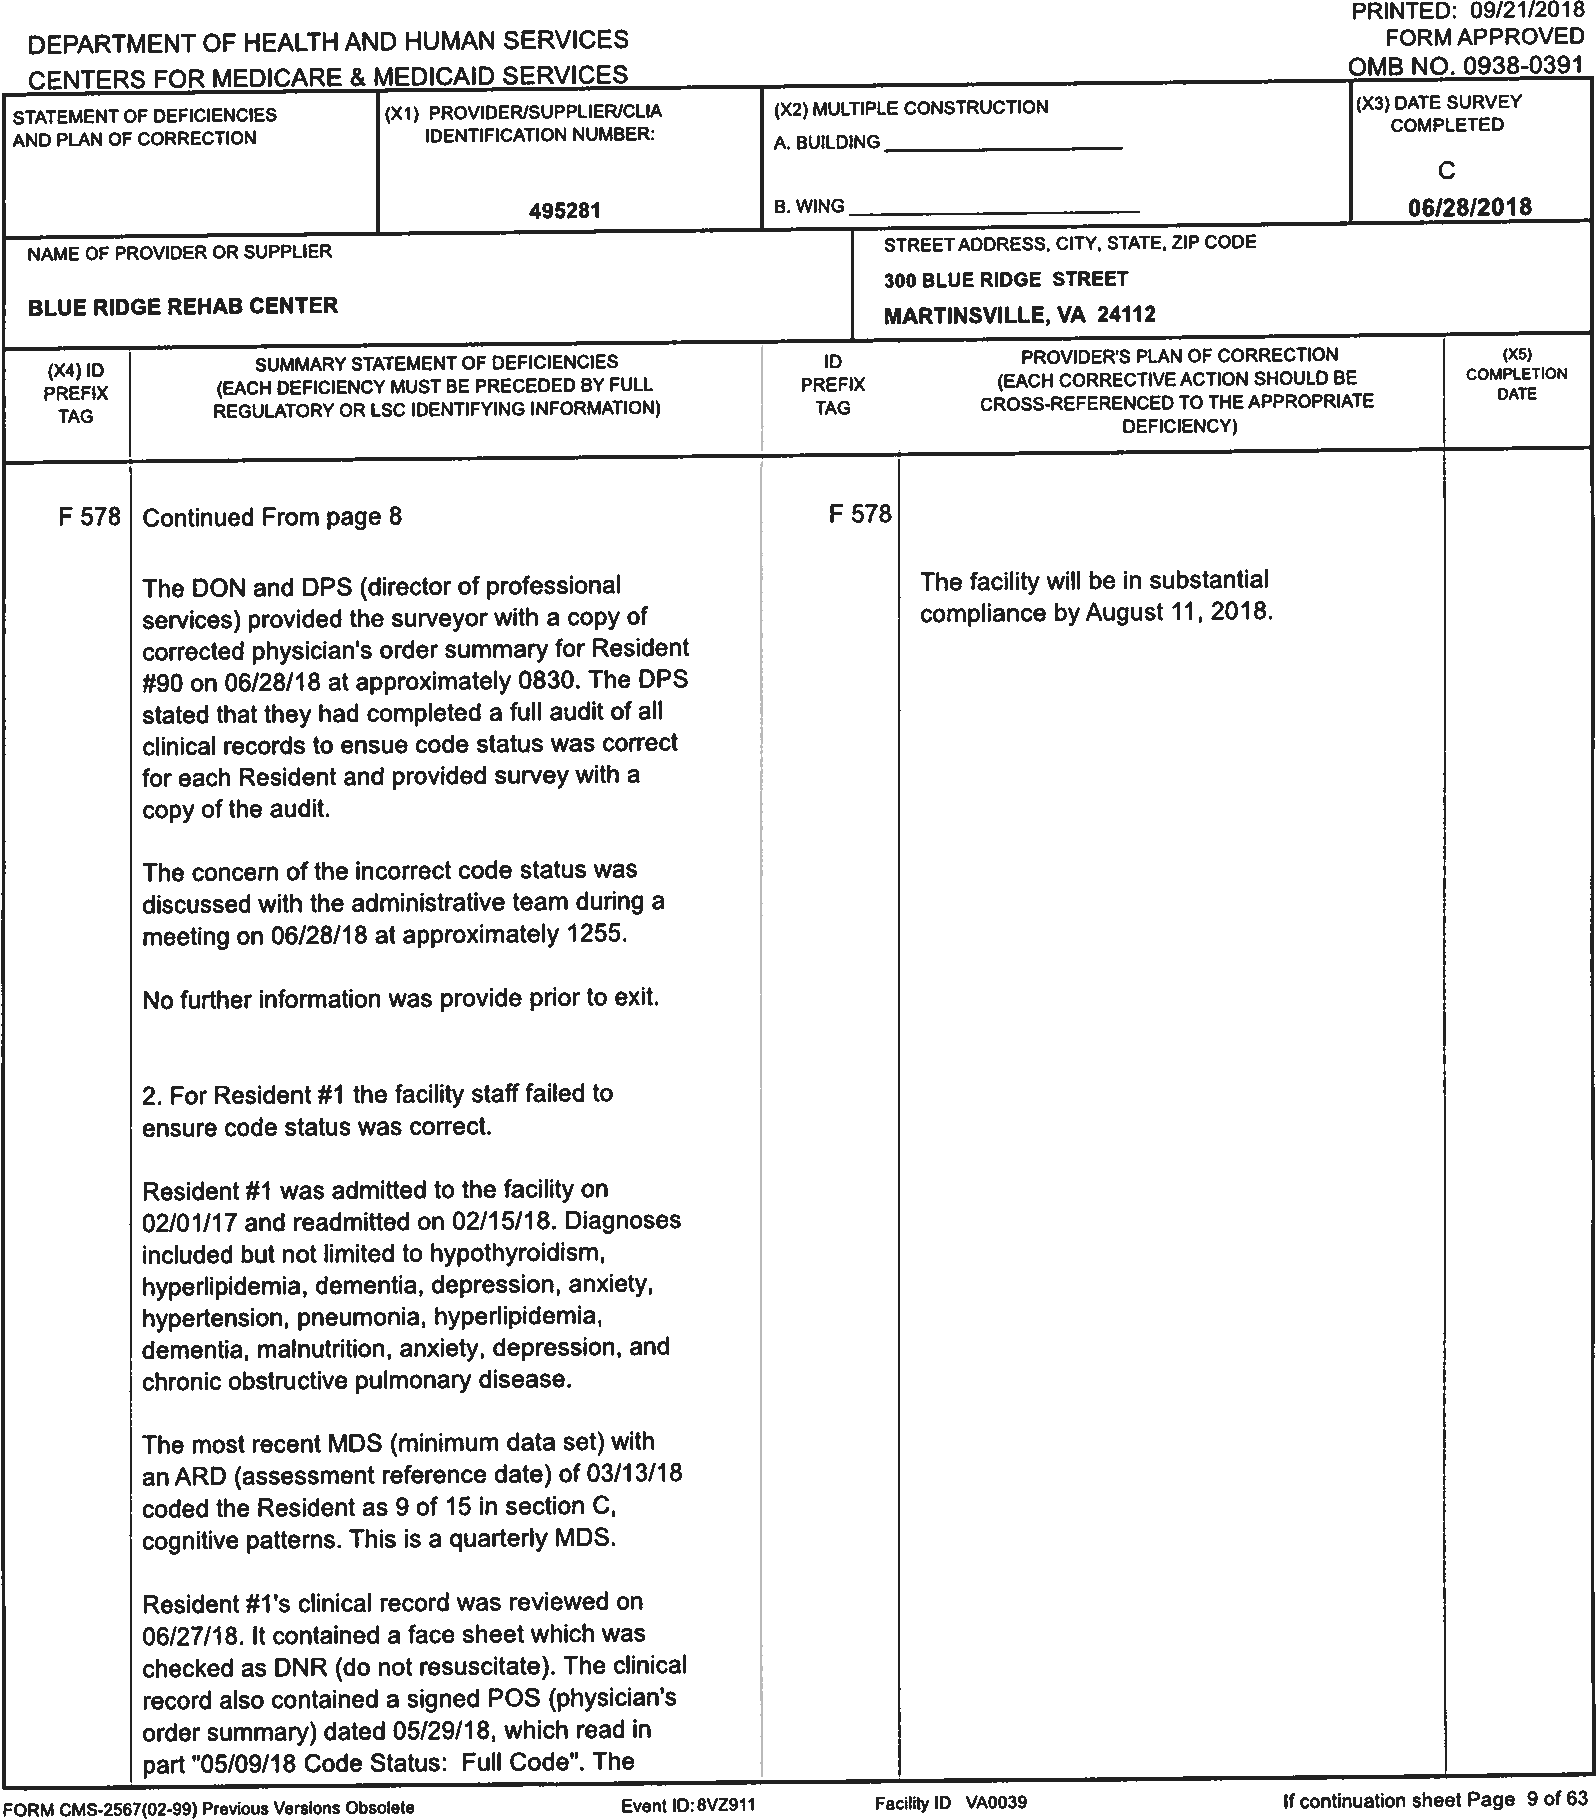 PRINTED: 09/21/2018
DEPARTMENT OF HEALTH AND HUMAN SERVICES
FORM APPROVED
CENTERS FOR MEDICARE & MEDICAID SERVICES
OMB NO. 0938-0391
STATEMENT OF DEFICIENCIES
AND PLAN OF CORRECTION
(X1) PROVIDER/SUPPLIER/CLIA
IDENTIFICATION NUMBER:
495281
(X2) MULTIPLE CONSTRUCTION
A. BUILDING
B. WING
(X3) DATE SURVEY
COMPLETED
C
06/28/2018
NAME OF PROVIDER OR SUPPLIER
BLUE RIDGE REHAB CENTER
STREET ADDRESS, CITY, STATE, ZIP CODE
300 BLUE RIDGE STREET
MARTINSVILLE, VA 24112
(X4) ID
PREFIX
TAG
SUMMARY STATEMENT OF DEFICIENCIES
(EACH DEFICIENCY MUST BE PRECEDED BY FULL
REGULATORY OR LSC IDENTIFYING INFORMATION)
ID
PREFIX
TAG
PROVIDER'S PLAN OF CORRECTION
(EACH CORRECTIVE ACTION SHOULD BE
CROSS-REFERENCED TO THE APPROPRIATE
DEFICIENCY)
(X5)
COMPLETION
DATE
F 578
Continued From page 8
The DON and DPS (director of professional
services) provided the surveyor with a copy of
corrected physician's order summary for Resident
#90 on 06/28/18 at approximately 0830. The DPS
stated that they had completed a full audit of all
clinical records to ensue code status was correct
for each Resident and provided survey with a
copy of the audit.
The concern of the incorrect code status was
discussed with the administrative team during a
meeting on 06/28/18 at approximately 1255.
No further information was provide prior to exit.
2. For Resident #1 the facility staff failed to
ensure code status was correct.
Resident #1 was admitted to the facility on
02/01/17 and readmitted on 02/15/18. Diagnoses
included but not limited to hypothyroidism,
hyperlipidemia, dementia, depression, anxiety,
hypertension, pneumonia, hyperlipidemia,
dementia, malnutrition, anxiety, depression, and
chronic obstructive pulmonary disease.
The most recent MDS (minimum data set) with
an ARD (assessment reference date) of 03/13/18
coded the Resident as 9 of 15 in section C,
cognitive patterns. This is a quarterly MDS.
Resident #1's clinical record was reviewed on
06/27/18. It contained a face sheet which was
checked as DNR (do not resuscitate). The clinical
record also contained a signed POS (physician's
order summary) dated 05/29/18, which read in
part "05/09/18 Code Status: Full Code". The
F 578
The facility will be in substantial
compliance by August 11, 2018.
FORM CMS-2567(02-99) Previous Versions Obsolete
Event ID: 8VZ911
Facility ID VA0039
If continuation sheet Page 9 of 63